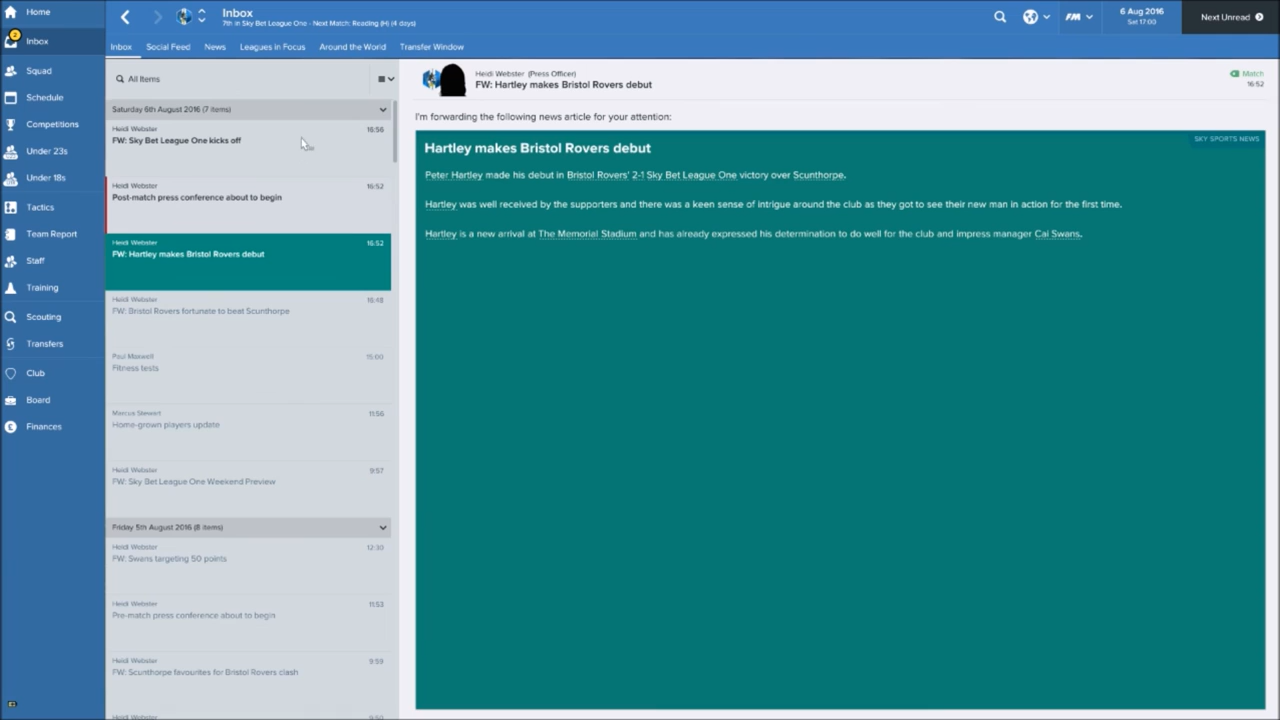 Home
2
Inbox
Squad
Schedule
Competitions
Under 23s
Under 18s
Tactics
Team Report
Staff
Training
Scouting
Transfers
Club
Board
Finances
Inbox
7th in Sky Bet League One - Next Match: Reading (H) (4 days)
FM
6 Aug 2016
Sat 17:00
Next Unread
Inbox
Social Feed
News
Leagues in Focus
Around the World
Transfer Window
All Items
Saturday 6th August 2016 (7 items)
Heidi Webster 16:56
FW: Sky Bet League One kicks off
Heidi Webster 16:52
Post-match press conference about to begin
Heidi Webster 16:52
FW: Hartley makes Bristol Rovers debut
Heidi Webster 16:48
FW: Bristol Rovers fortunate to beat Scunthorpe
Paul Maxwell 15:00
Fitness tests
Marcus Stewart 11:56
Home-grown players update
Heidi Webster 9:57
FW: Sky Bet League One Weekend Preview
Friday 5th August 2016 (8 items)
Heidi Webster 12:30
FW: Swans targeting 50 points
Heidi Webster 11:53
Pre-match press conference about to begin
Heidi Webster 9:59
FW: Scunthorpe favourites for Bristol Rovers clash
Heidi Webster 9:50
Heidi Webster (Press Officer)
FW: Hartley makes Bristol Rovers debut
Match
16:52
I'm forwarding the following news article for your attention:
SKY SPORTS NEWS
Hartley makes Bristol Rovers debut
Peter Hartley made his debut in Bristol Rovers' 2-1 Sky Bet League One victory over Scunthorpe.
Hartley was well received by the supporters and there was a keen sense of intrigue around the club as they got to see their new man in action for the first time.
Hartley is a new arrival at The Memorial Stadium and has already expressed his determination to do well for the club and impress manager Cai Swans.